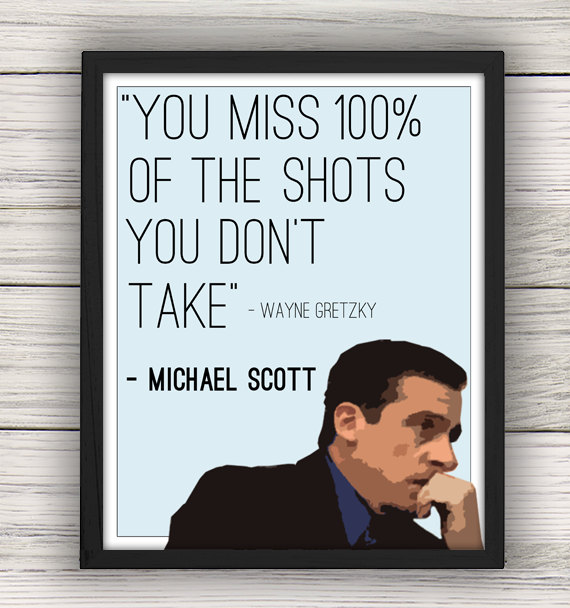 "YOU MISS 100%
OF THE SHOTS
YOU DON'T
TAKE" - WAYNE GRETZKY
- MICHAEL SCOTT